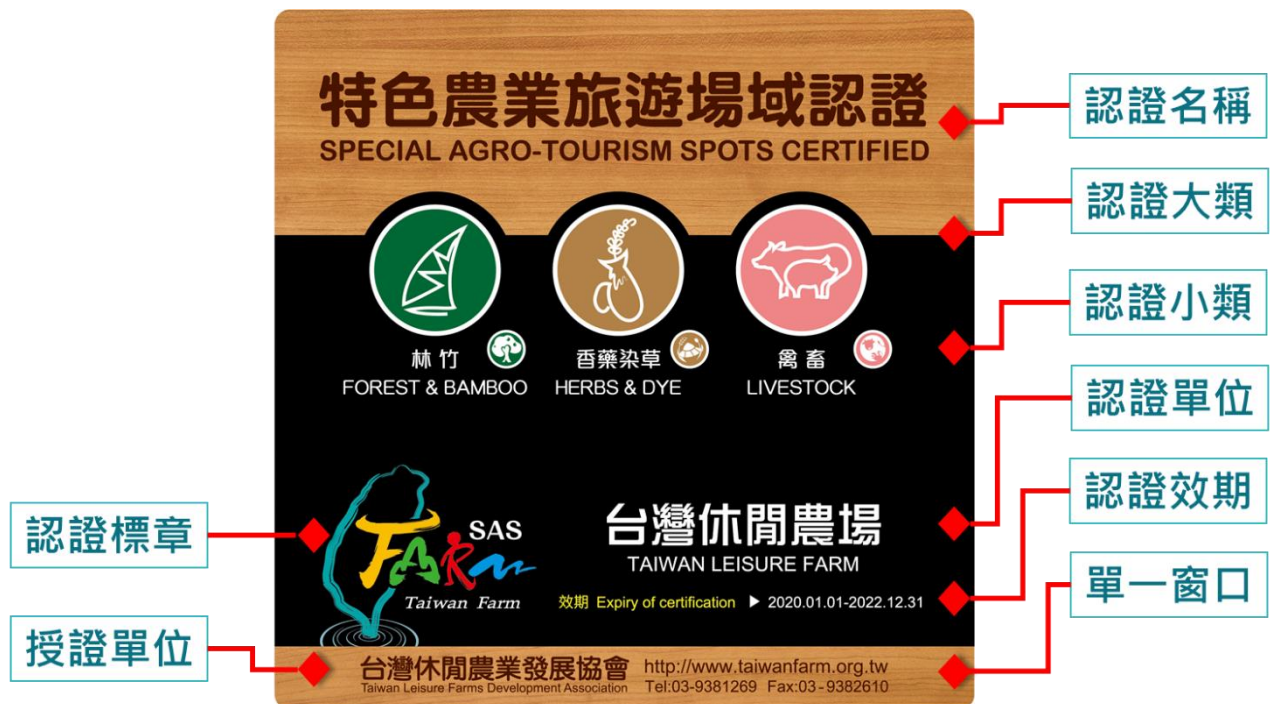 特色農業旅遊場域認證
SPECIAL AGRO-TOURISM SPOTS CERTIFIED
林竹
FOREST & BAMBOO
香藥染草
HERBS & DYE
禽畜
LIVESTOCK
SAS
FARM
Taiwan Farm
台灣休閒農場
TAIWAN LEISURE FARM
效期 Expiry of certification ▶ 2020.01.01-2022.12.31
台灣休閒農業發展協會
Taiwan Leisure Farms Development Association
http://www.taiwanfarm.org.tw
Tel:03-9381269 Fax:03-9382610
認證名稱
認證大類
認證小類
認證單位
認證效期
單一窗口
認證標章
授證單位